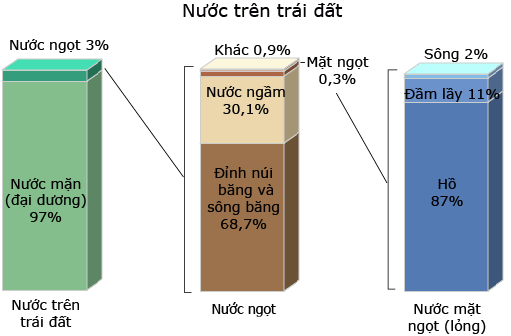 Nước trên trái đất
Nước ngọt 3%
Nước mặn
(đại dương)
97%
Nước trên
trái đất
Khác 0,9%
Nước ngầm
30,1%
Đỉnh núi
băng và
sông băng
68,7%
Nước ngọt
Mặt ngọt
0,3%
Sông 2%
Đầm lầy 11%
Hồ
87%
Nước mặt
ngọt (lỏng)